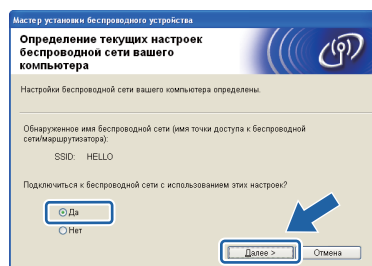 Мастер установки беспроводного устройства
Определение текущих настроек
беспроводной сети вашего
компьютера
Настройки беспроводной сети вашего компьютера определены.
Обнаруженное имя беспроводной сети (имя точки доступа к беспроводной
сети/маршрутизатора):
SSID: HELLO
Подключиться к беспроводной сети с использованием этих настроек?
Да
Нет
Далее >
Отмена